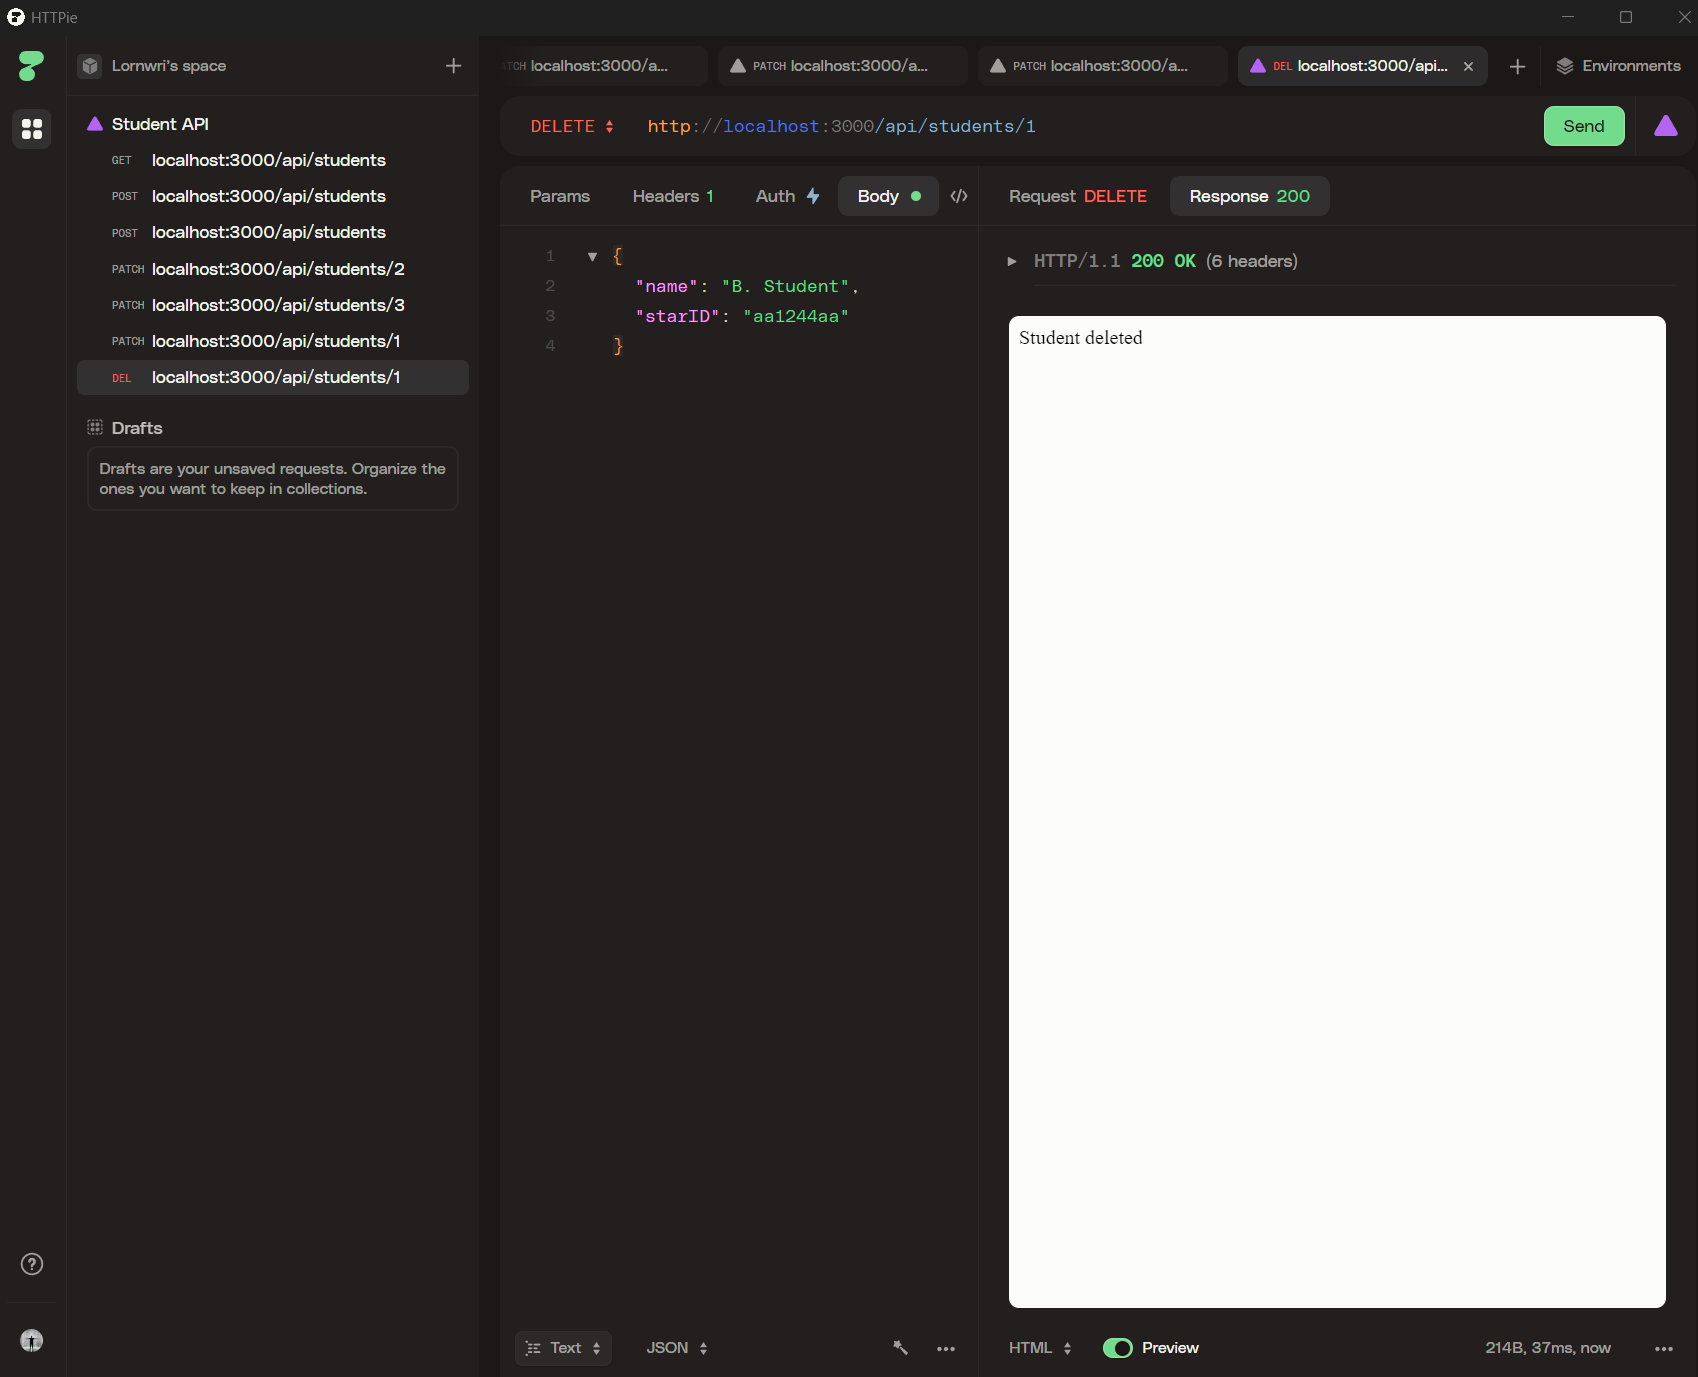 HTTPie
Lornwri's space
Student API
GET localhost:3000/api/students
POST localhost:3000/api/students
POST localhost:3000/api/students
PATCH localhost:3000/api/students/2
PATCH localhost:3000/api/students/3
PATCH localhost:3000/api/students/1
DEL localhost:3000/api/students/1
Drafts
Drafts are your unsaved requests. Organize the
ones you want to keep in collections.
TCH localhost:3000/a... PATCH localhost:3000/a... PATCH localhost:3000/a... DEL localhost:3000/api... Environments
DELETE http://localhost:3000/api/students/1 Send
Params Headers 1 Auth Body
1 {
2 "name": "B. Student",
3 "starID": "aa1244aa"
4 }
Text JSON
Request DELETE Response 200
HTTP/1.1 200 OK (6 headers)
Student deleted
HTML Preview 214B, 37ms, now